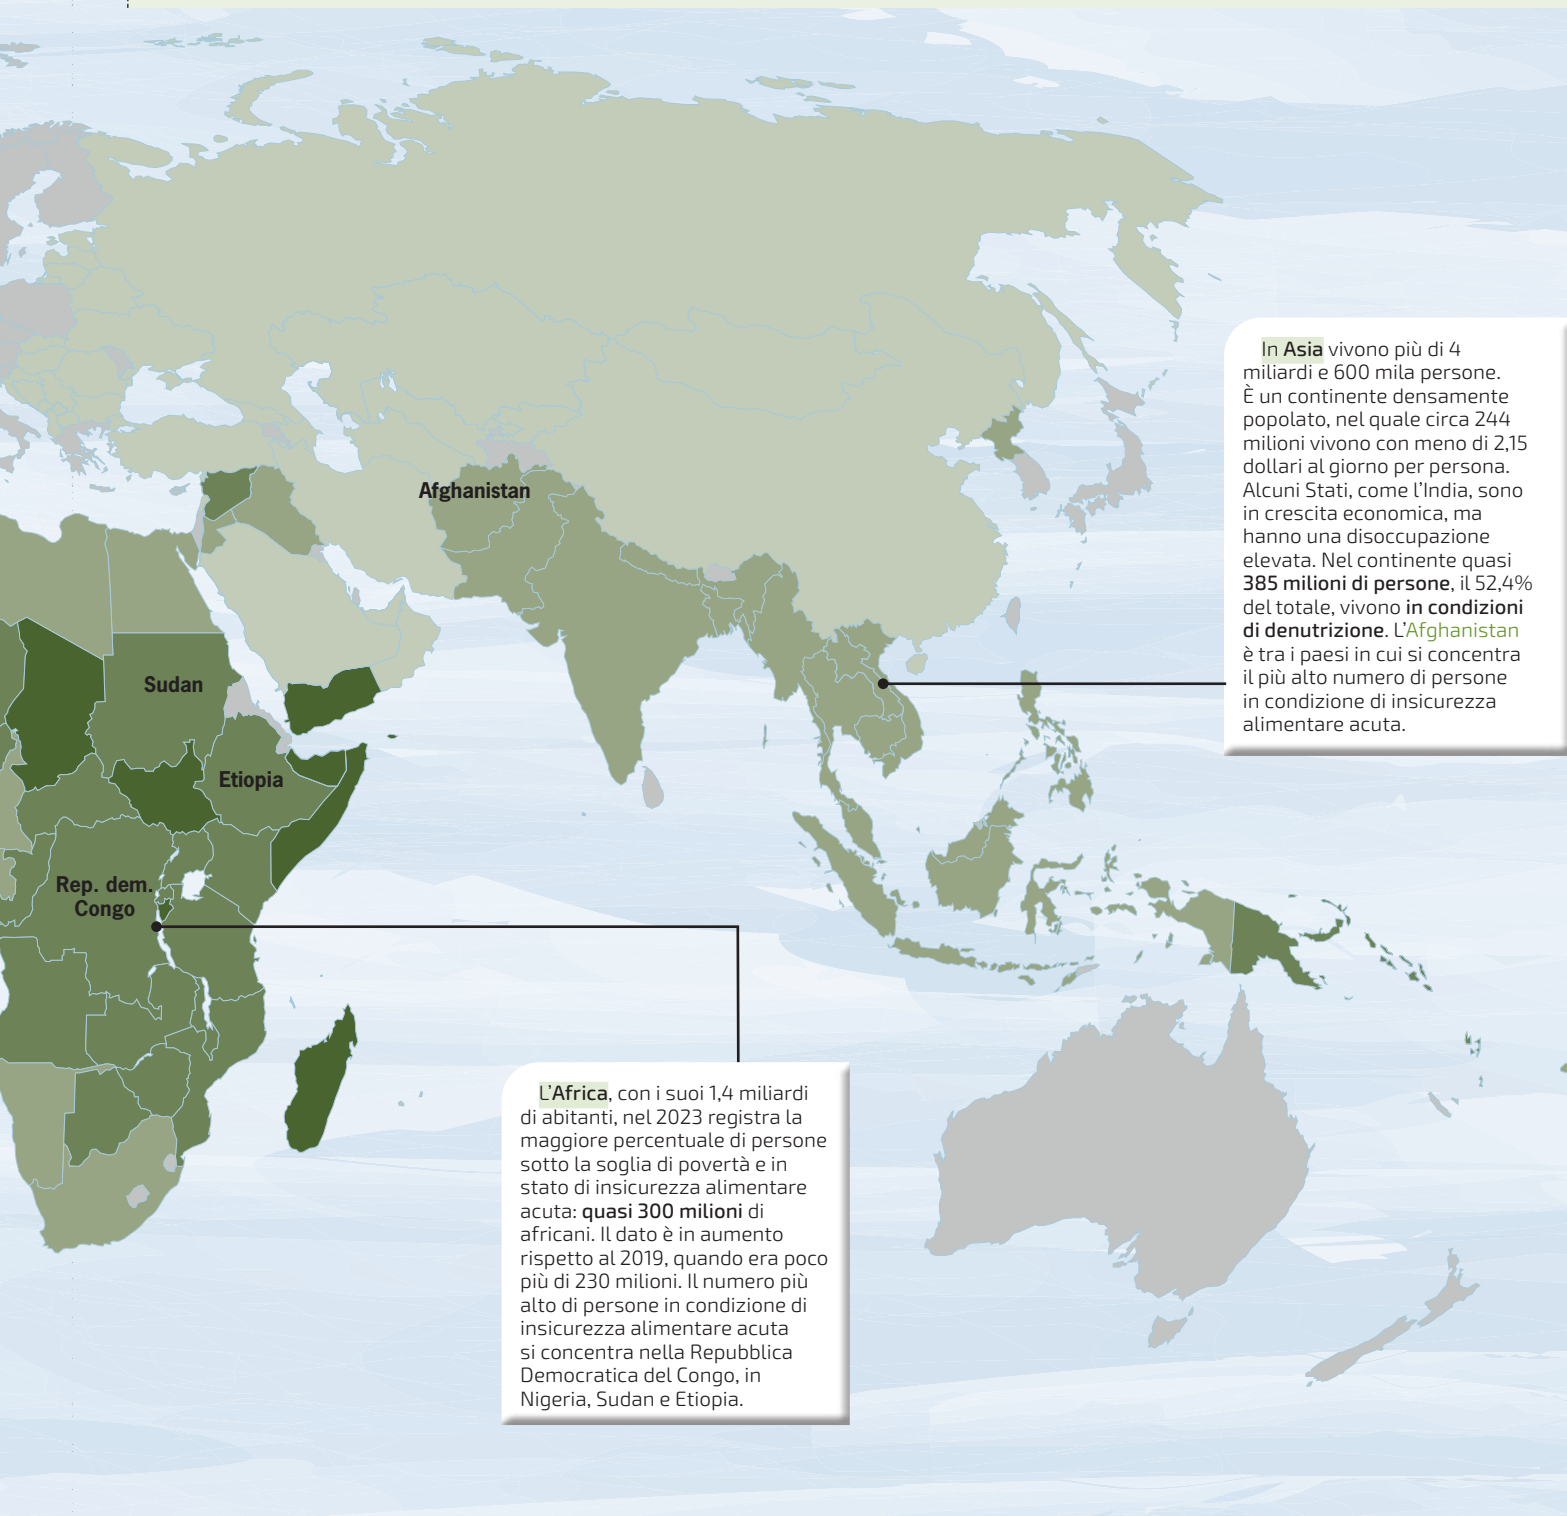 Afghanistan
Sudan
Etiopia
Rep. dem.
Congo
In Asia vivono più di 4
miliardi e 600 mila persone.
È un continente densamente
popolato, nel quale circa 244
milioni vivono con meno di 2,15
dollari al giorno per persona.
Alcuni Stati, come l’India, sono
in crescita economica, ma
hanno una disoccupazione
elevata. Nel continente quasi
385 milioni di persone, il 52,4%
del totale, vivono in condizioni
di denutrizione. L’Afghanistan
è tra i paesi in cui si concentra
il più alto numero di persone
in condizione di insicurezza
alimentare acuta.
L’Africa, con i suoi 1,4 miliardi
di abitanti, nel 2023 registra la
maggiore percentuale di persone
sotto la soglia di povertà e in
stato di insicurezza alimentare
acuta: quasi 300 milioni di
africani. Il dato è in aumento
rispetto al 2019, quando era poco
più di 230 milioni. Il numero più
alto di persone in condizione di
insicurezza alimentare acuta
si concentra nella Repubblica
Democratica del Congo, in
Nigeria, Sudan e Etiopia.